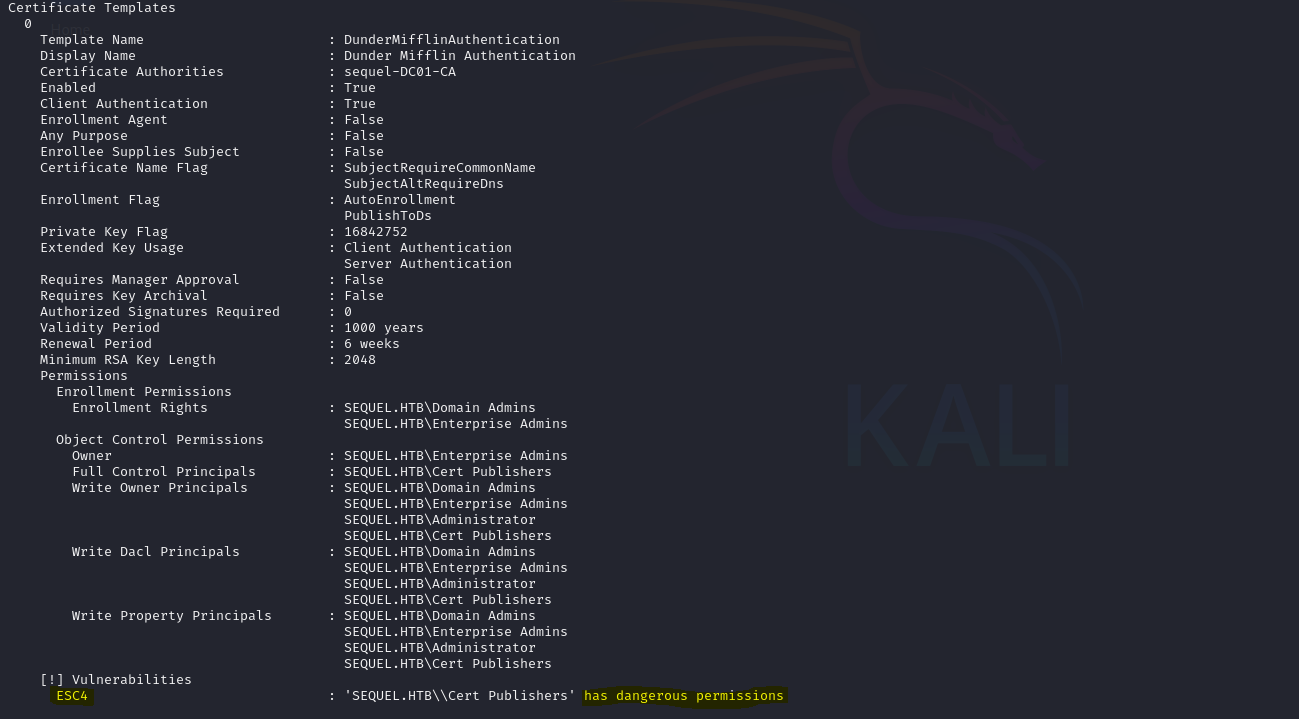 Certificate Templates
0
Template Name : DunderMifflinAuthentication
Display Name : Dunder Mifflin Authentication
Certificate Authorities : sequel-DC01-CA
Enabled : True
Client Authentication : True
Enrollment Agent : False
Any Purpose : False
Enrollee Supplies Subject : False
Certificate Name Flag : SubjectRequireCommonName
SubjectAltRequireDns
Enrollment Flag : AutoEnrollment
PublishToDs
Private Key Flag : 16842752
Extended Key Usage : Client Authentication
Server Authentication
Requires Manager Approval : False
Requires Key Archival : False
Authorized Signatures Required : 0
Validity Period : 1000 years
Renewal Period : 6 weeks
Minimum RSA Key Length : 2048
Permissions
Enrollment Permissions
Enrollment Rights : SEQUEL.HTB\Domain Admins
SEQUEL.HTB\Enterprise Admins
Object Control Permissions
Owner : SEQUEL.HTB\Enterprise Admins
Full Control Principals : SEQUEL.HTB\Cert Publishers
Write Owner Principals : SEQUEL.HTB\Domain Admins
SEQUEL.HTB\Enterprise Admins
SEQUEL.HTB\Administrator
SEQUEL.HTB\Cert Publishers
Write Dacl Principals : SEQUEL.HTB\Domain Admins
SEQUEL.HTB\Enterprise Admins
SEQUEL.HTB\Administrator
SEQUEL.HTB\Cert Publishers
Write Property Principals : SEQUEL.HTB\Domain Admins
SEQUEL.HTB\Enterprise Admins
SEQUEL.HTB\Administrator
SEQUEL.HTB\Cert Publishers
[!] Vulnerabilities
ESC4 : 'SEQUEL.HTB\\Cert Publishers' has dangerous permissions
KALI
Home